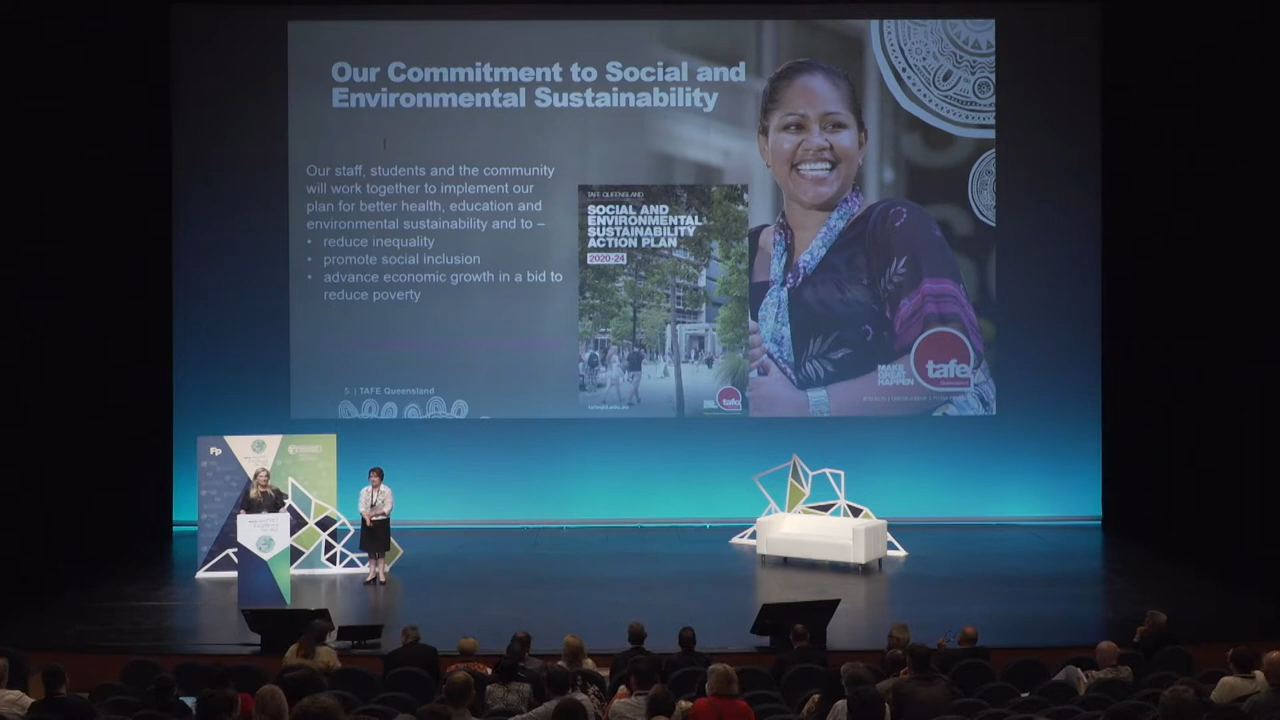 Our Commitment to Social and
Environmental Sustainability
Our staff, students and the community
will work together to implement our
plan for better health, education and
environmental sustainability and to –
• reduce inequality
• promote social inclusion
• advance economic growth in a bid to
reduce poverty
TAFE QUEENSLAND
SOCIAL AND
ENVIRONMENTAL
SUSTAINABILITY
ACTION PLAN
2020-24
tafe
MAKE
GREAT
HAPPEN
tafe
Queensland
5 | TAFE Queensland
Fp